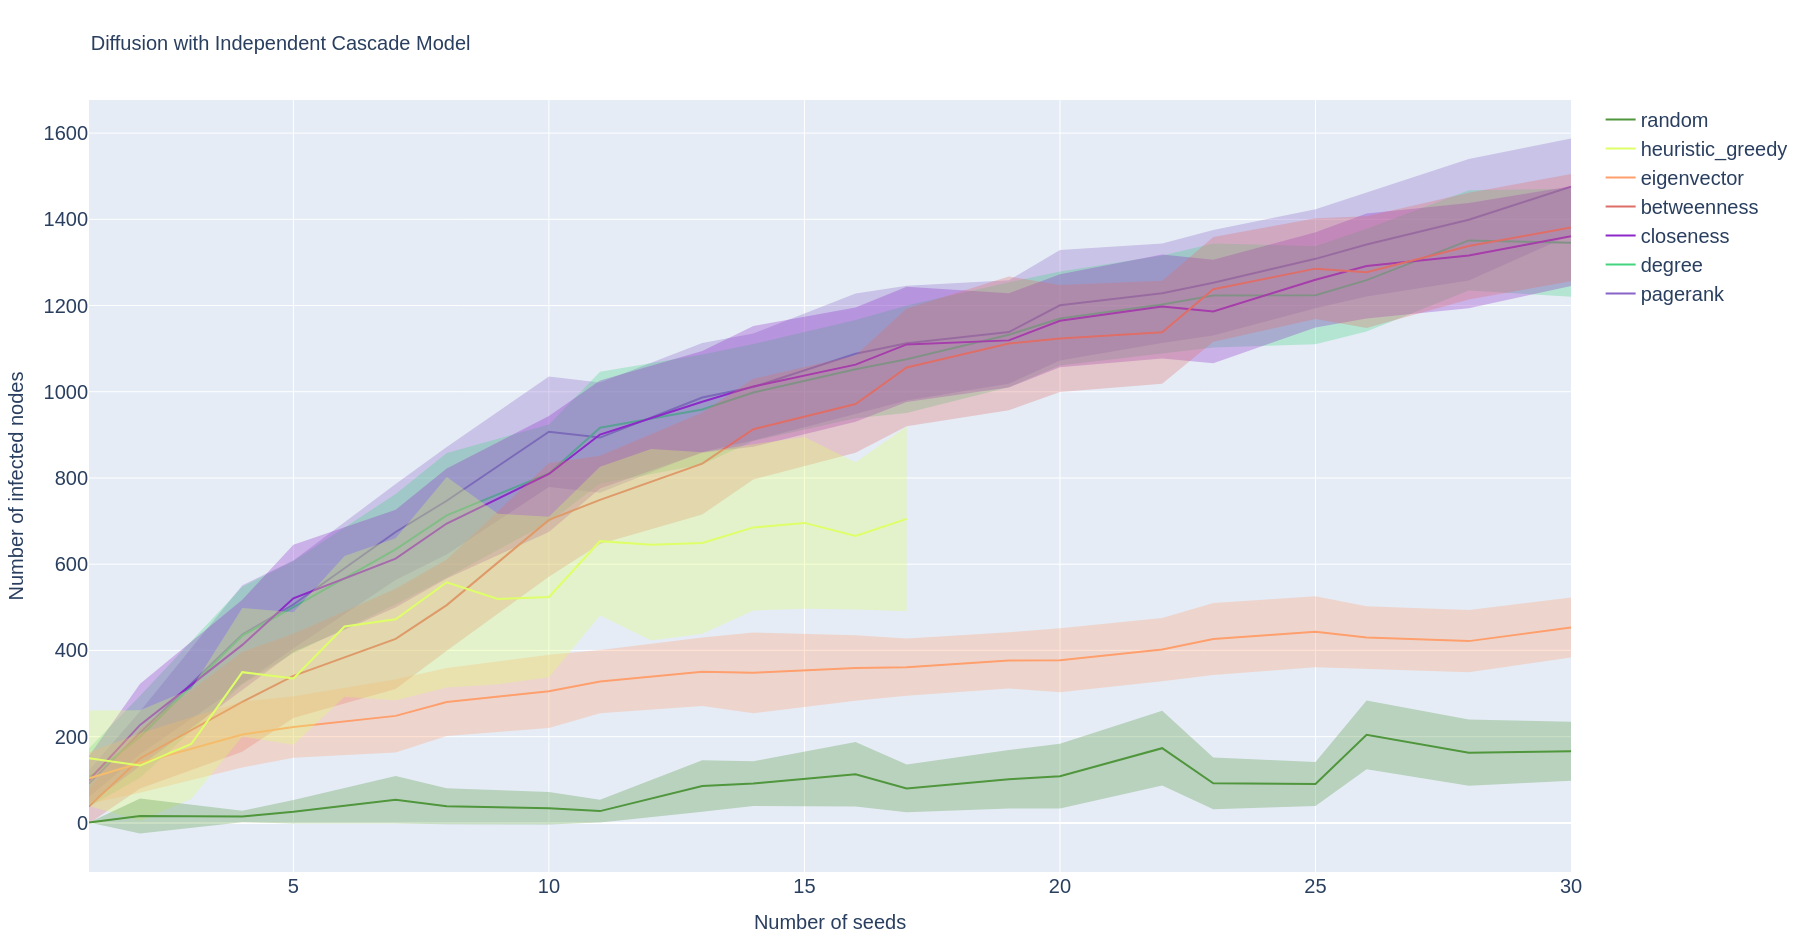 Diffusion with Independent Cascade Model
Number of infected nodes
1600
1400
1200
1000
800
600
400
200
0
5
10
15
20
25
30
Number of seeds
random
heuristic_greedy
eigenvector
betweenness
closeness
degree
pagerank